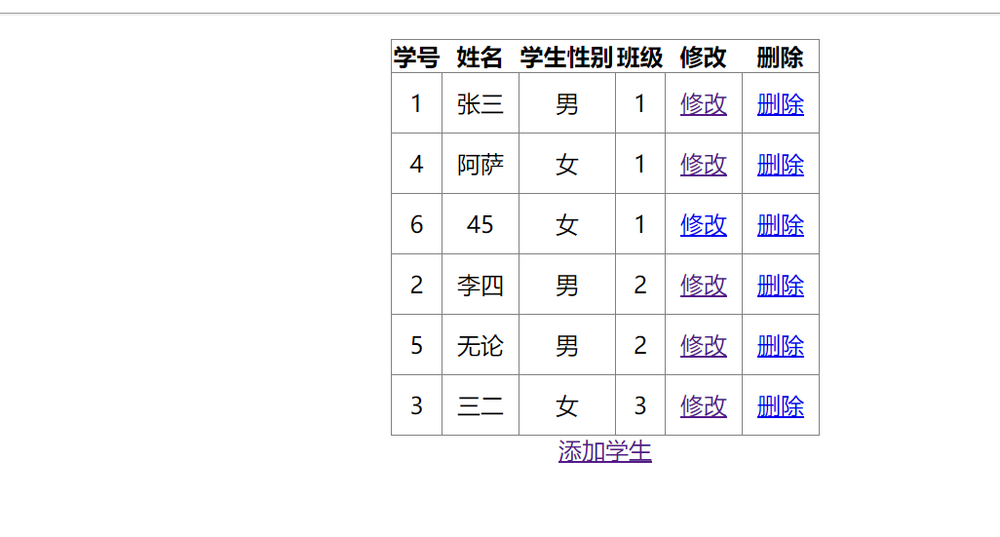 学号 姓名 学生性别 班级 修改 删除
1 张三 男 1 修改 删除
4 阿萨 女 1 修改 删除
6 45 女 1 修改 删除
2 李四 男 2 修改 删除
5 无论 男 2 修改 删除
3 三二 女 3 修改 删除
添加学生